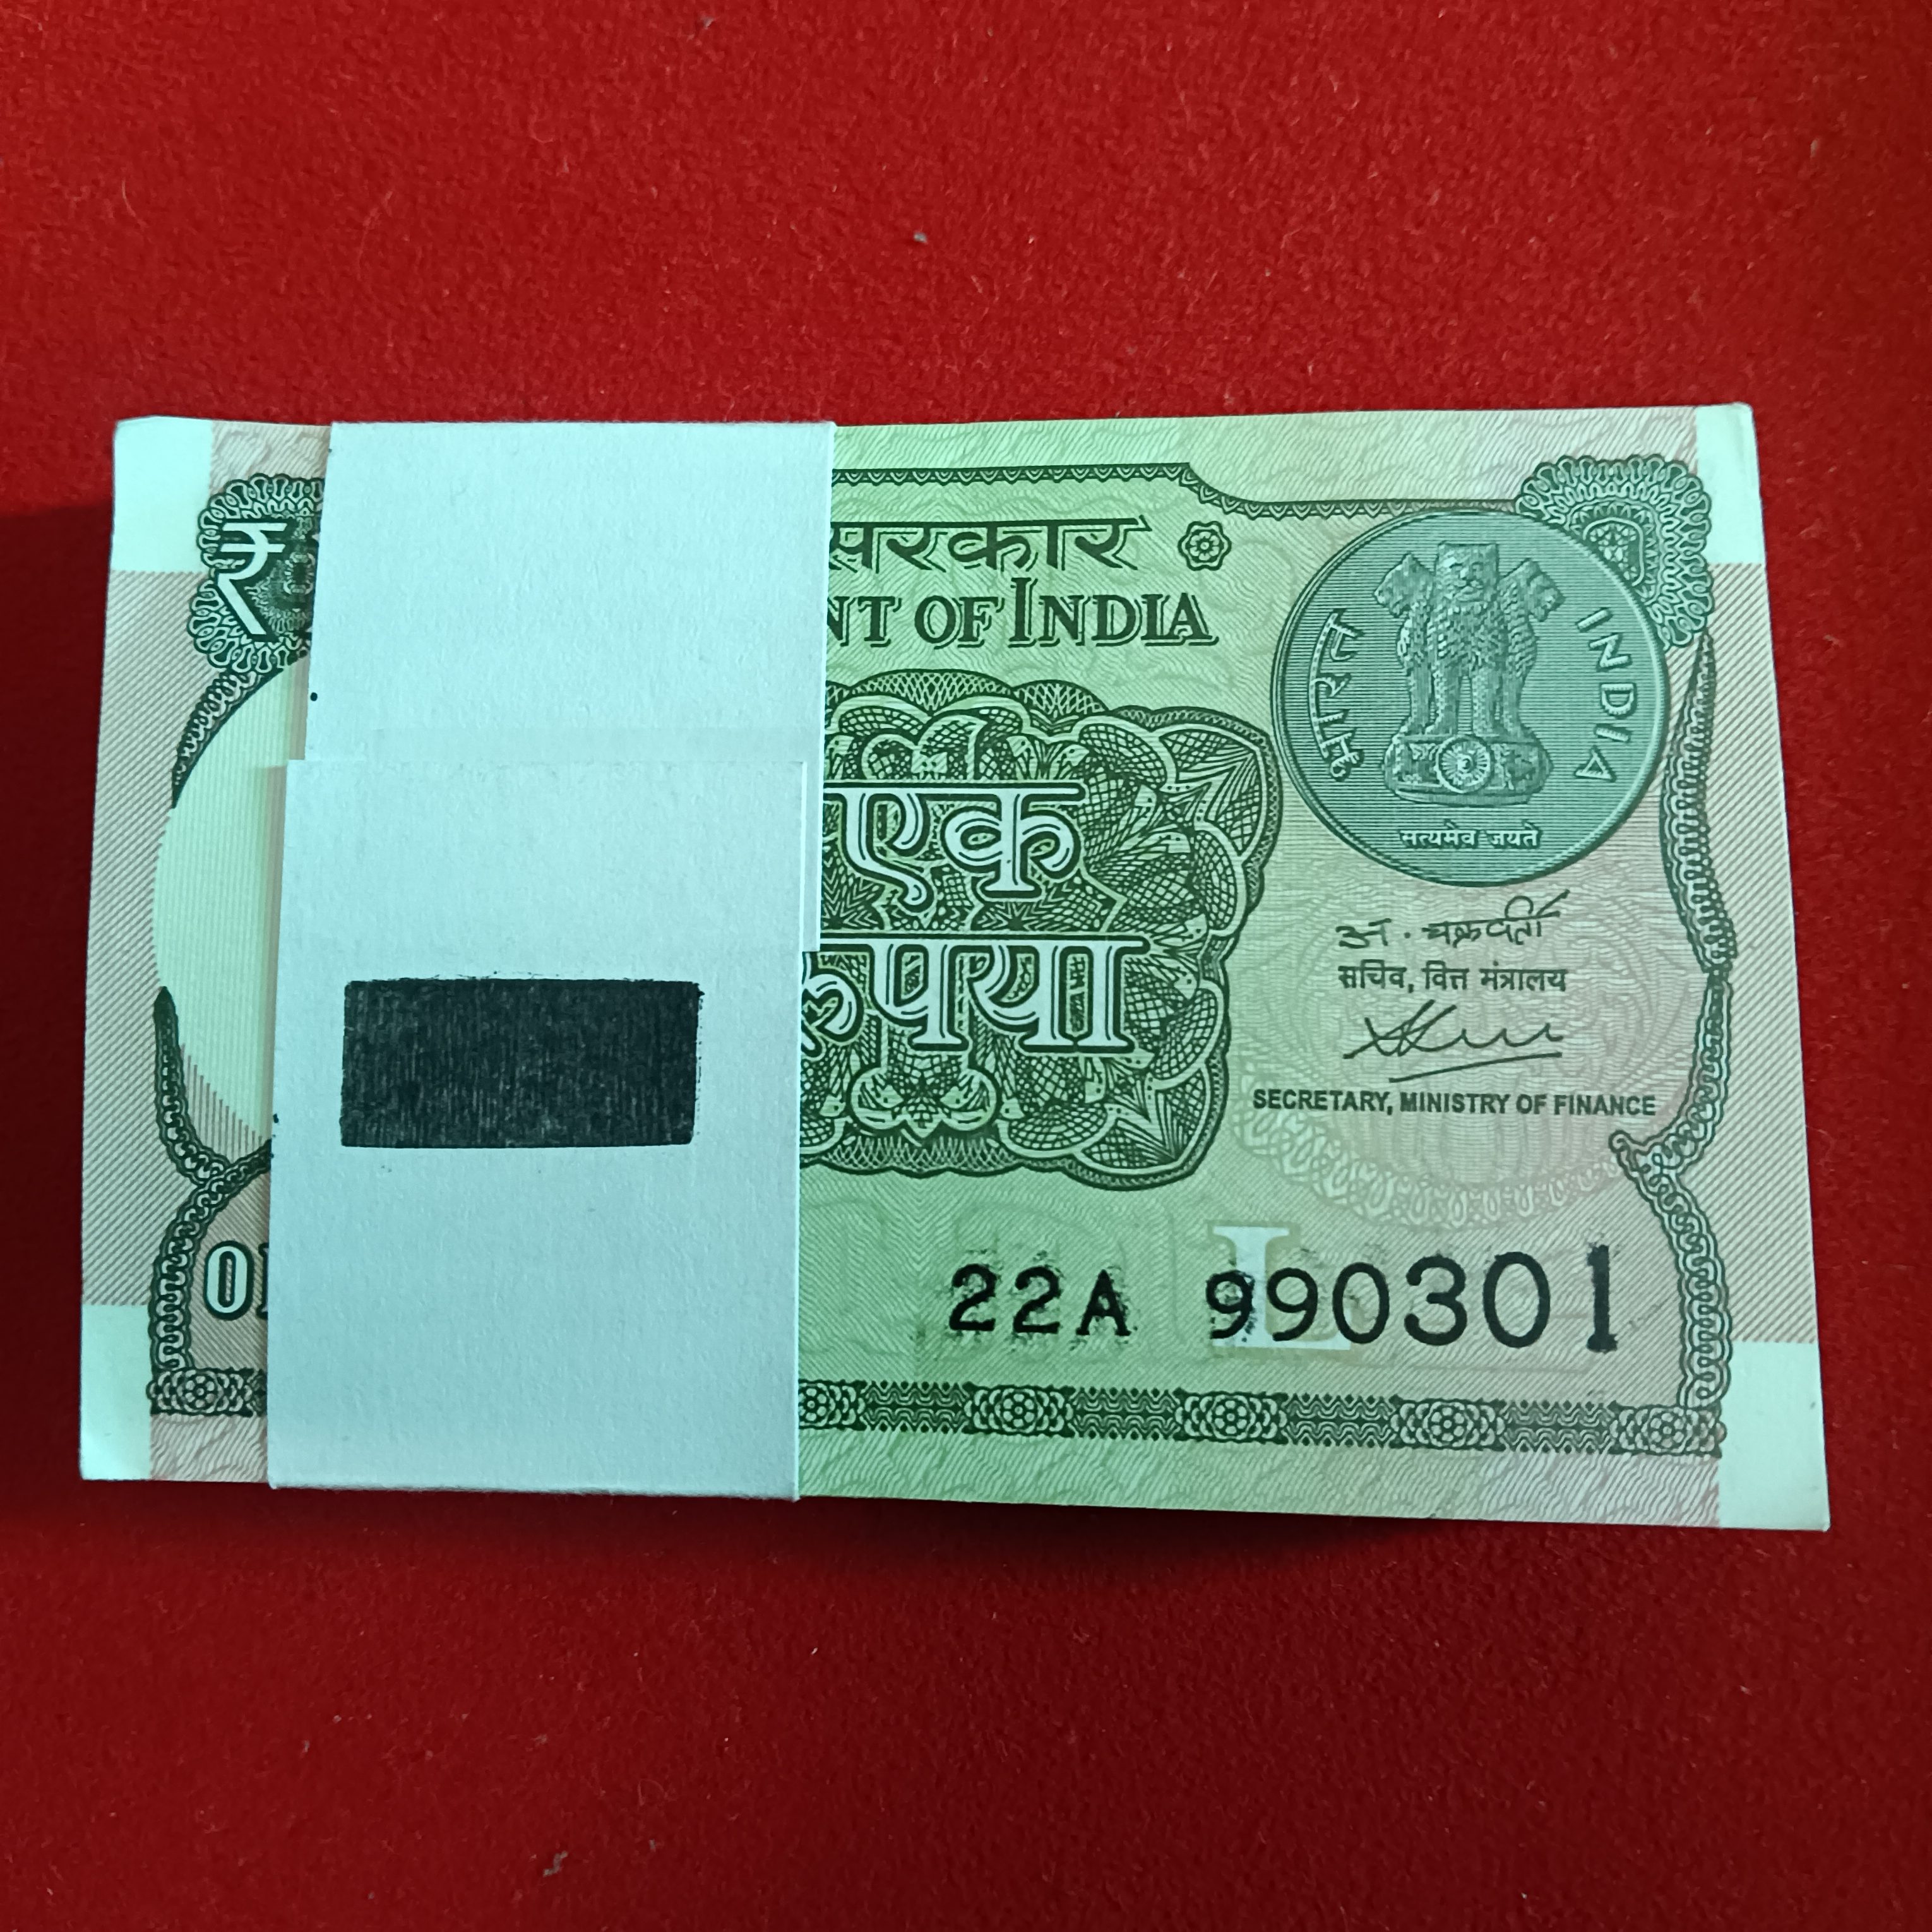 ₹
सरकार
NT OF INDIA
भारत INDIA
सत्यमेव जयते
एक
रूपया
अ. चक्रवर्ती
सचिव, वित्त मंत्रालय
SECRETARY, MINISTRY OF FINANCE
L
22A 990301